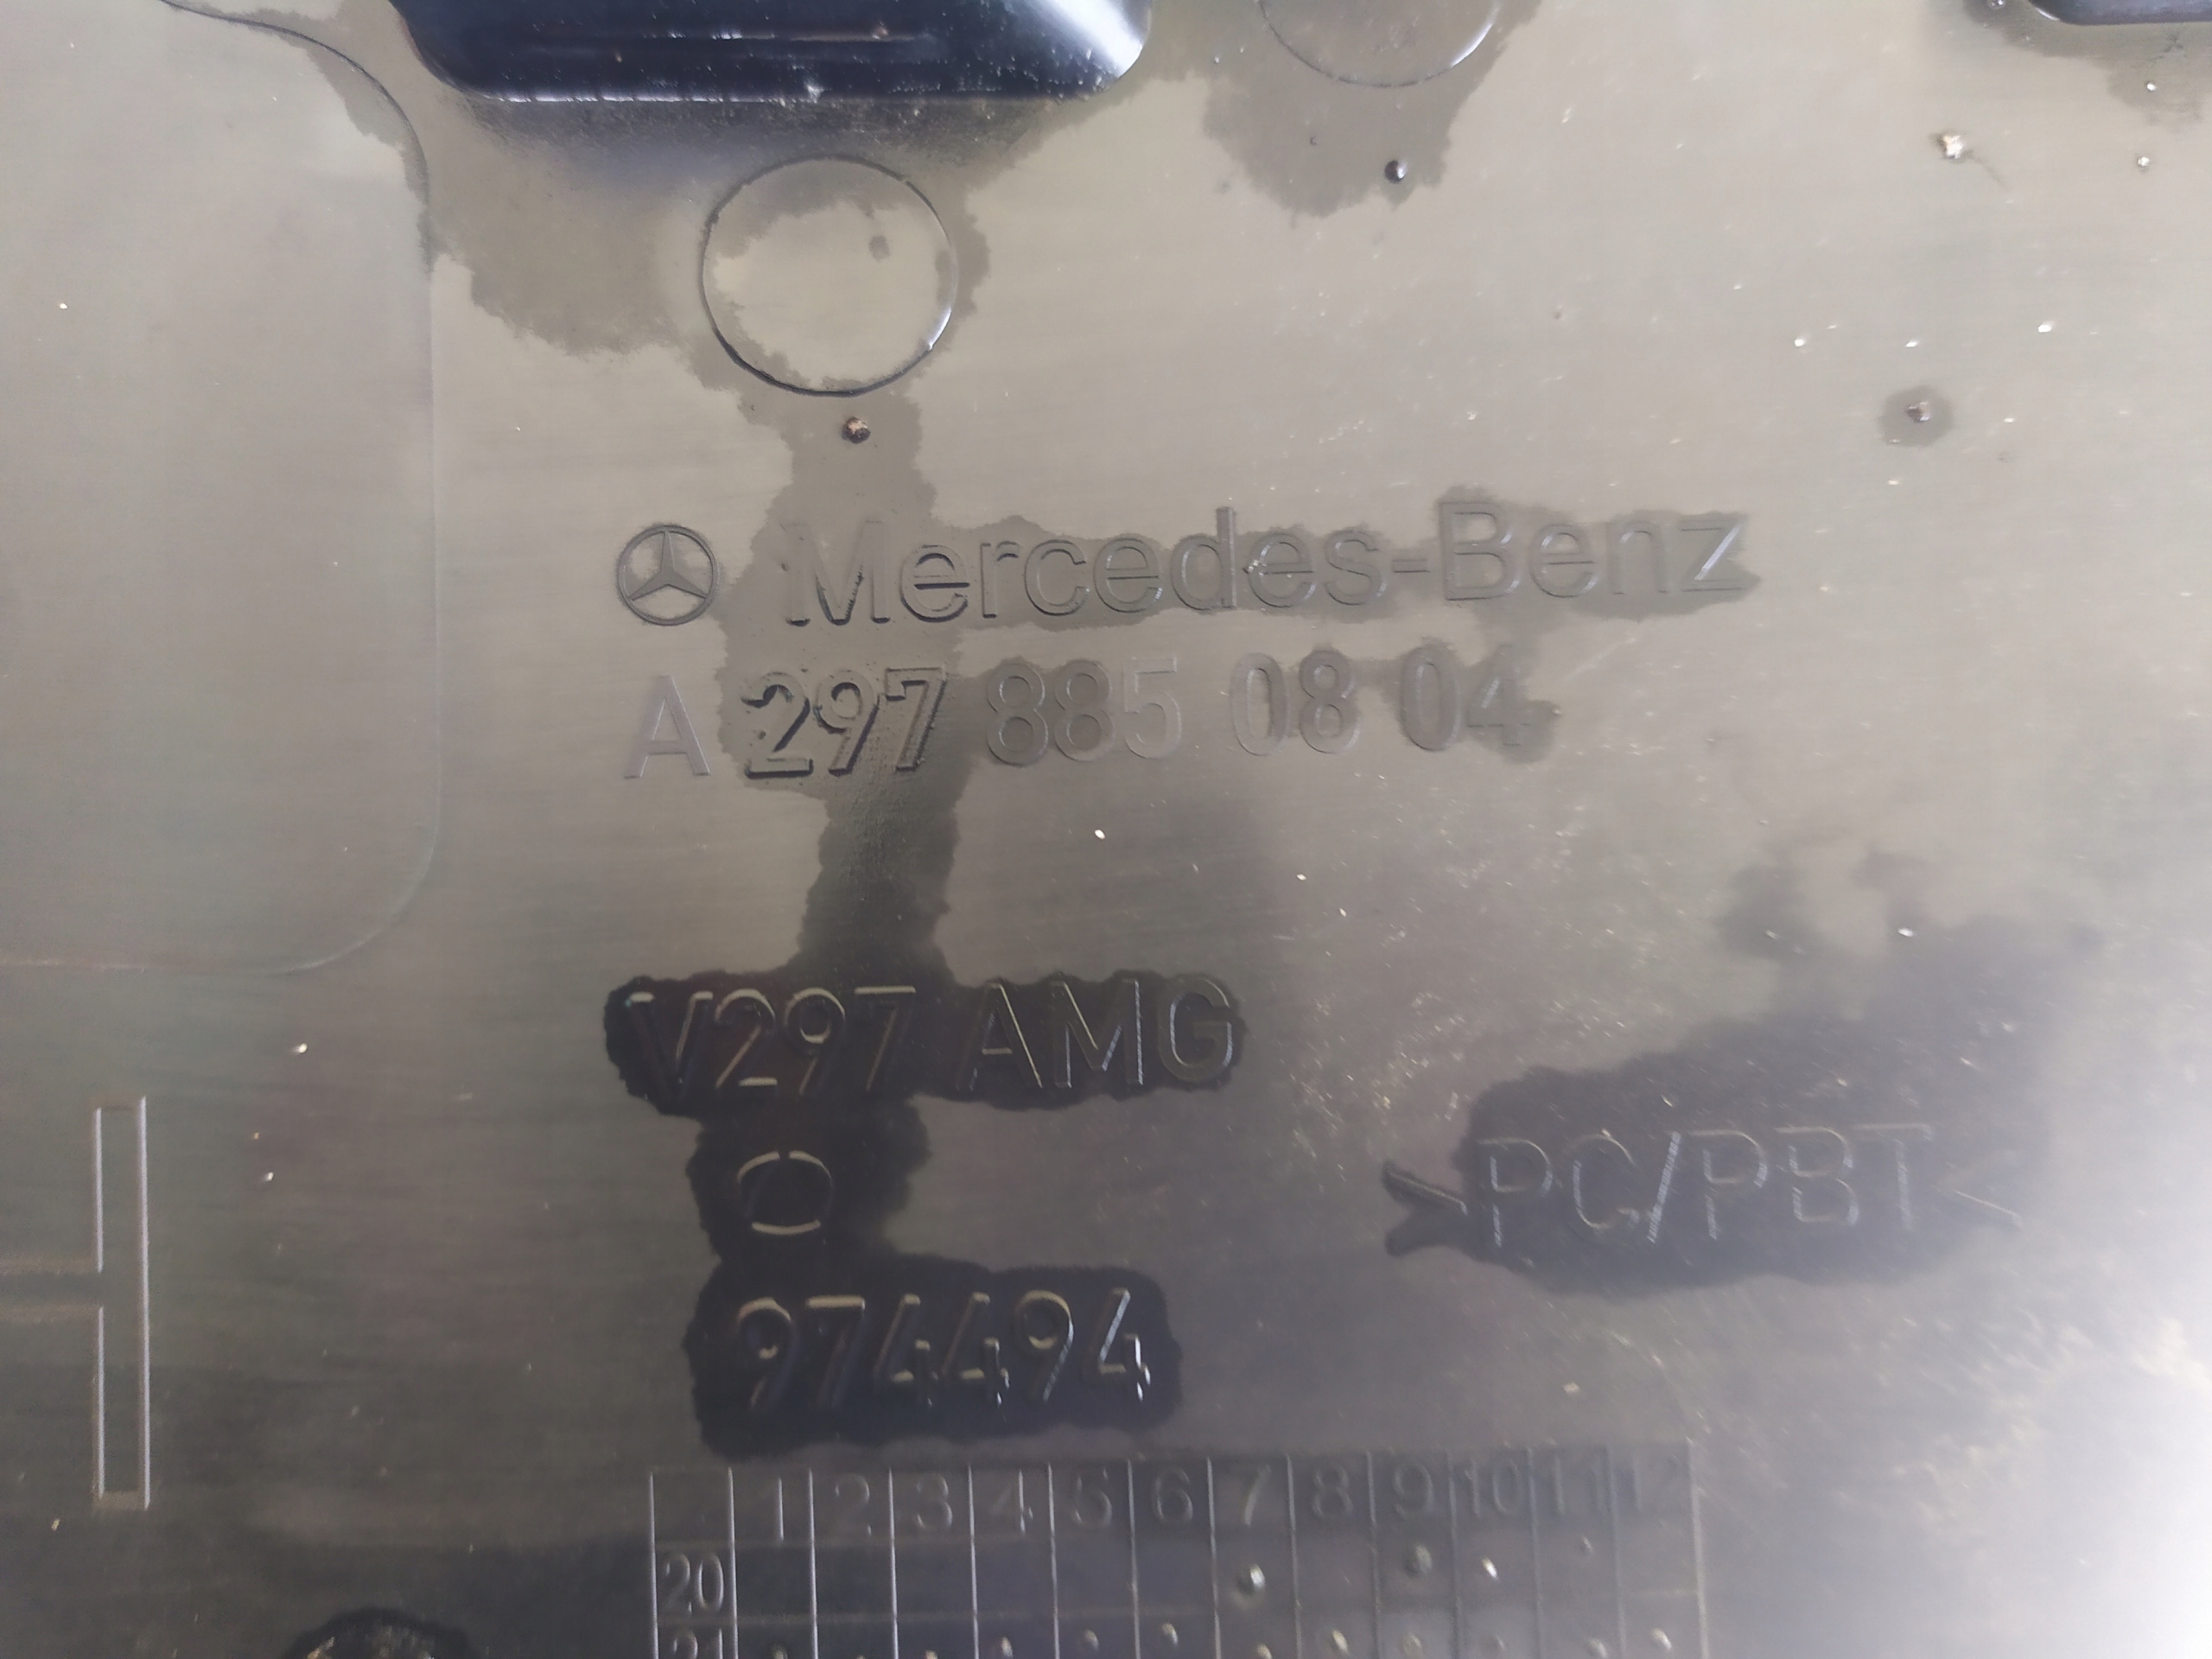 Mercedes-Benz
A 297 885 08 04
V297 AMG
>PC/PBT<
974494
1 2 3 4 5 6 7 8 9 10 11 12
20
21